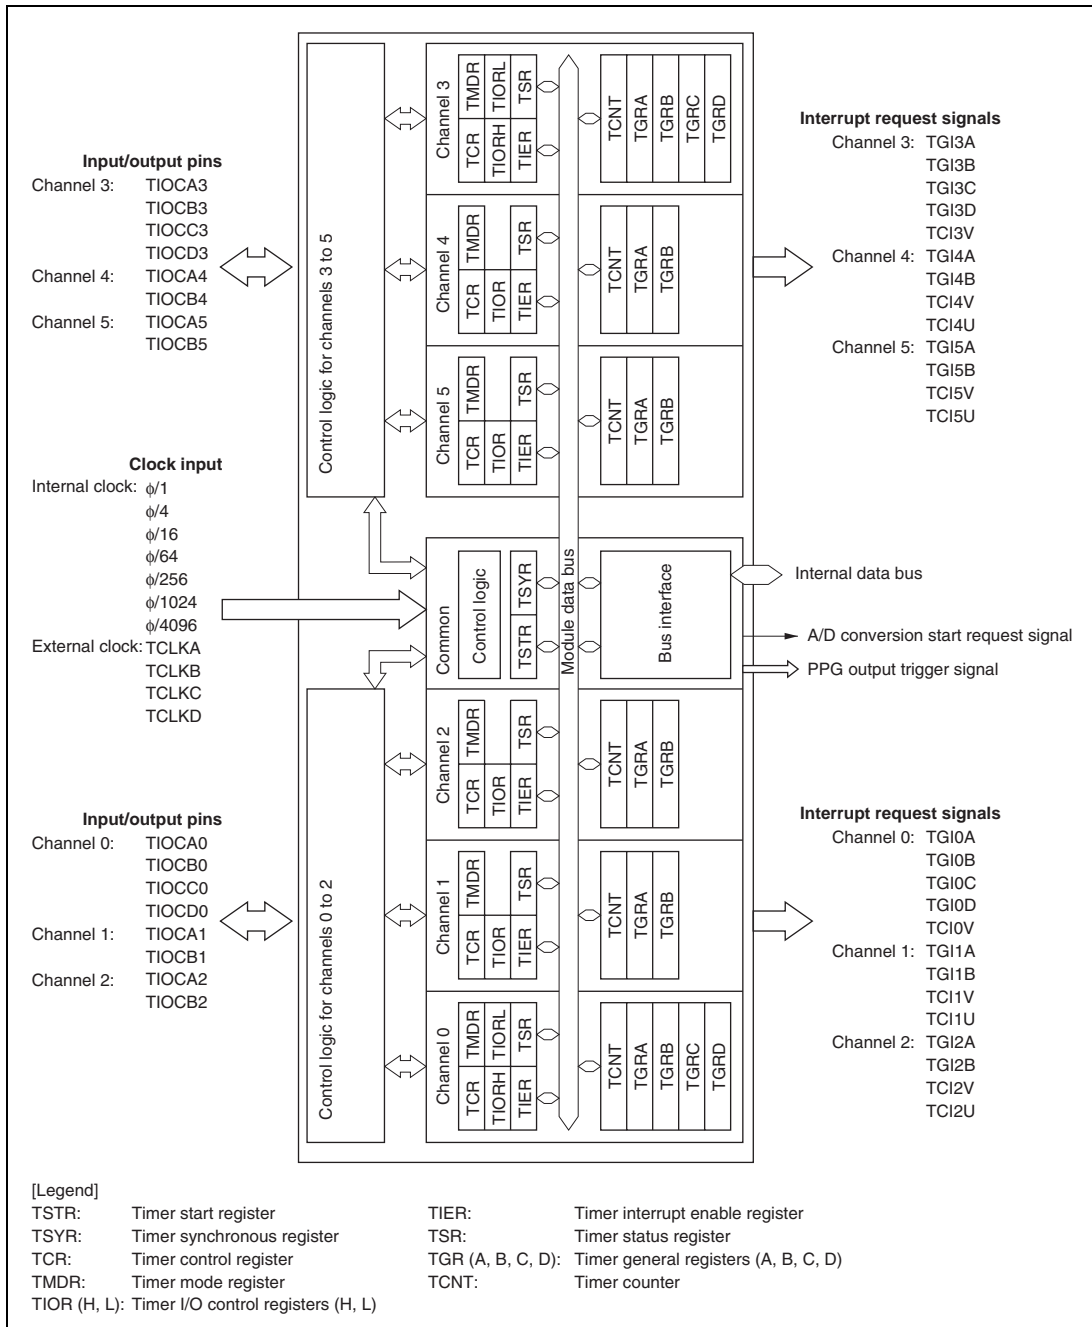 Input/output pins
Channel 3: TIOCA3
TIOCB3
TIOCC3
TIOCD3
Channel 4: TIOCA4
TIOCB4
Channel 5: TIOCA5
TIOCB5
Clock input
Internal clock: ϕ/1
ϕ/4
ϕ/16
ϕ/64
ϕ/256
ϕ/1024
ϕ/4096
External clock: TCLKA
TCLKB
TCLKC
TCLKD
Input/output pins
Channel 0: TIOCA0
TIOCB0
TIOCC0
TIOCD0
Channel 1: TIOCA1
TIOCB1
Channel 2: TIOCA2
TIOCB2
Control logic for channels 3 to 5
Control logic for channels 0 to 2
Channel 3
TCR TMDR
TIORH TIORL
TIER TSR
TCNT
TGRA
TGRB
TGRC
TGRD
Channel 4
TCR TMDR
TIOR
TIER TSR
TCNT
TGRA
TGRB
Channel 5
TCR TMDR
TIOR
TIER TSR
TCNT
TGRA
TGRB
Common
Control logic
TSTR TSYR
Module data bus
Bus interface
Channel 2
TCR TMDR
TIOR
TIER TSR
TCNT
TGRA
TGRB
Channel 1
TCR TMDR
TIOR
TIER TSR
TCNT
TGRA
TGRB
Channel 0
TCR TMDR
TIORH TIORL
TIER TSR
TCNT
TGRA
TGRB
TGRC
TGRD
Interrupt request signals
Channel 3: TGI3A
TGI3B
TGI3C
TGI3D
TCI3V
Channel 4: TGI4A
TGI4B
TCI4V
TCI4U
Channel 5: TGI5A
TGI5B
TCI5V
TCI5U
Internal data bus
A/D conversion start request signal
PPG output trigger signal
Interrupt request signals
Channel 0: TGI0A
TGI0B
TGI0C
TGI0D
TCI0V
Channel 1: TGI1A
TGI1B
TCI1V
TCI1U
Channel 2: TGI2A
TGI2B
TCI2V
TCI2U
[Legend]
TSTR: Timer start register
TSYR: Timer synchronous register
TCR: Timer control register
TMDR: Timer mode register
TIOR (H, L): Timer I/O control registers (H, L)
TIER: Timer interrupt enable register
TSR: Timer status register
TGR (A, B, C, D): Timer general registers (A, B, C, D)
TCNT: Timer counter